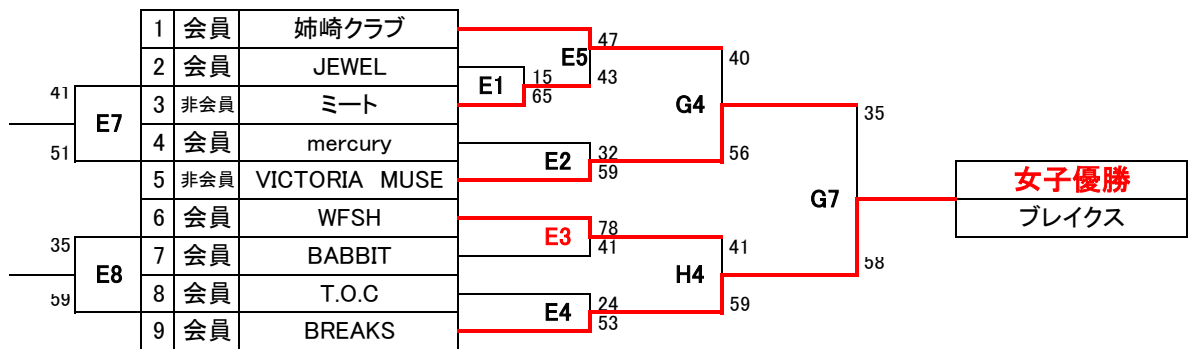 1 会員 姉崎クラブ
2 会員 JEWEL
3 非会員 ミート
4 会員 mercury
5 非会員 VICTORIA MUSE
6 会員 WFSH
7 会員 BABBIT
8 会員 T.O.C
9 会員 BREAKS
41
E7
51
35
E8
59
E1
15
65
E5
47
43
E2
32
59
E3
78
41
E4
24
53
40
G4
56
41
H4
59
35
G7
58
女子優勝
ブレイクス